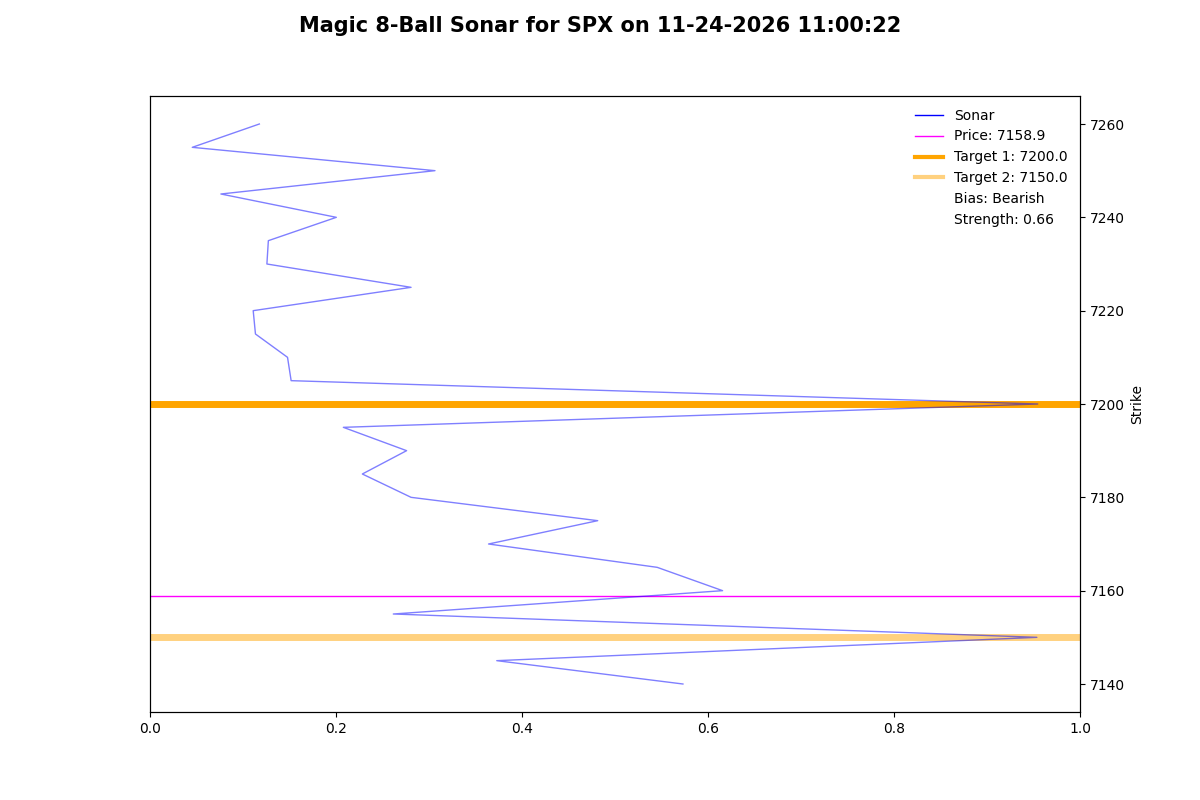 Magic 8-Ball Sonar for SPX on 11-24-2026 11:00:22
Sonar
Price: 7158.9
Target 1: 7200.0
Target 2: 7150.0
Bias: Bearish
Strength: 0.66
7260
7240
7220
7200
7180
7160
7140
Strike
0.0 0.2 0.4 0.6 0.8 1.0